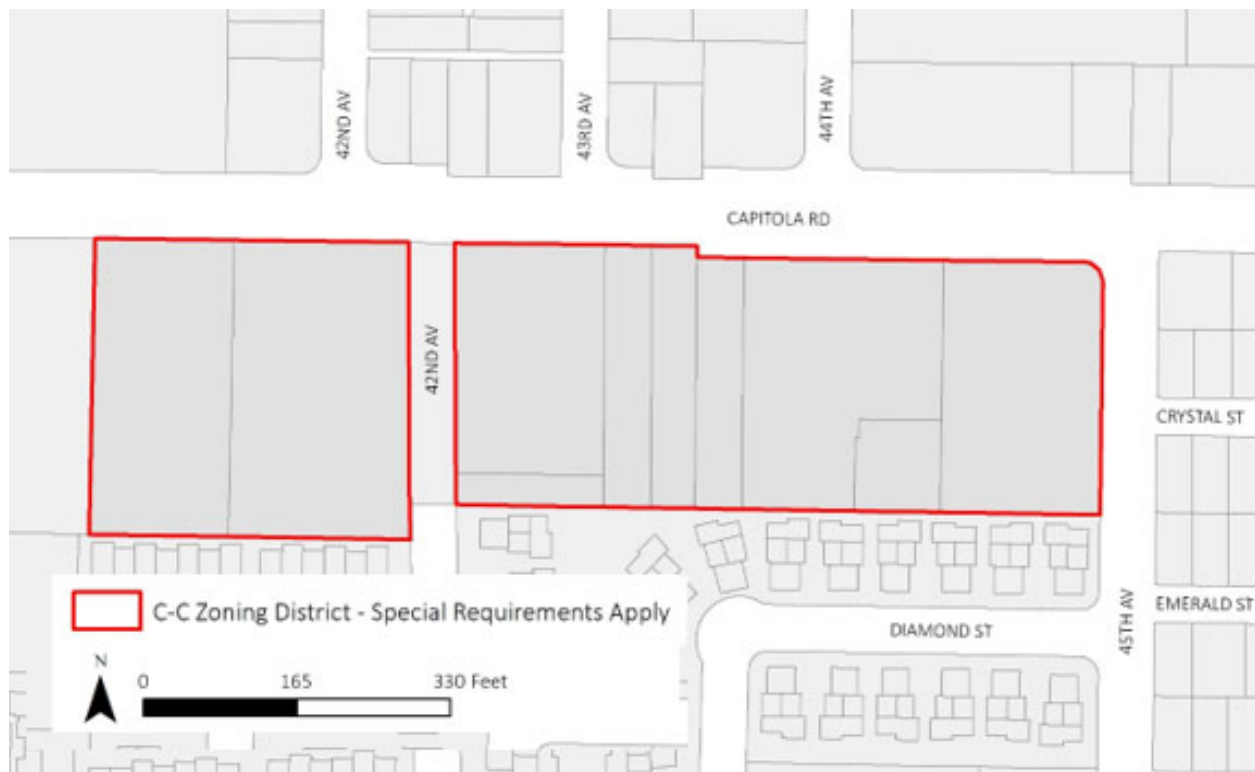 42ND AV
43RD AV
44TH AV
CAPITOLA RD
42ND AV
CRYSTAL ST
C-C Zoning District - Special Requirements Apply
EMERALD ST
DIAMOND ST
45TH AV
N
0 165 330 Feet